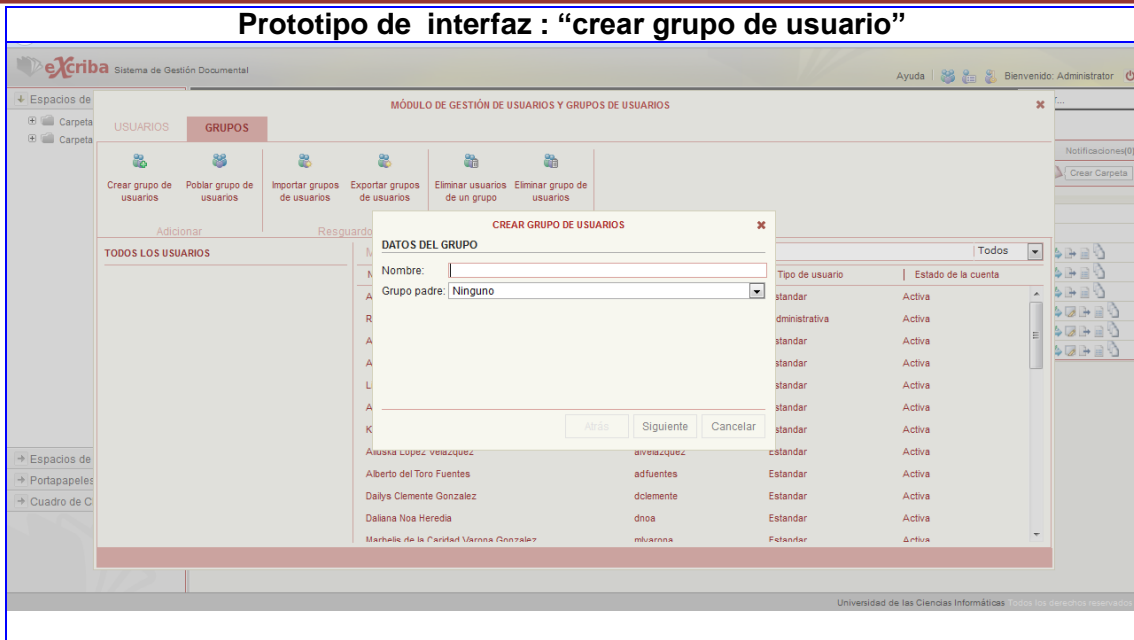 Prototipo de interfaz : “crear grupo de usuario”
eXcriba Sistema de Gestión Documental
Ayuda Bienvenido: Administrator
Espacios de
Carpeta
Carpeta
MÓDULO DE GESTIÓN DE USUARIOS Y GRUPOS DE USUARIOS
USUARIOS GRUPOS
Notificaciones(0)
Crear Carpeta
Crear grupo de usuarios
Poblar grupo de usuarios
Importar grupos de usuarios
Exportar grupos de usuarios
Eliminar usuarios de un grupo
Eliminar grupo de usuarios
Adicionar
Resguardo
CREAR GRUPO DE USUARIOS
DATOS DEL GRUPO
Nombre:
Grupo padre: Ninguno
Atrás Siguiente Cancelar
TODOS LOS USUARIOS
Todos
Tipo de usuario Estado de la cuenta
standar Activa
dministrativa Activa
standar Activa
standar Activa
standar Activa
standar Activa
standar Activa
Aliuska Lopez Velazquez alvelazquez Estandar Activa
Alberto del Toro Fuentes adfuentes Estandar Activa
Dailys Clemente Gonzalez dclemente Estandar Activa
Daliana Noa Heredia dnoa Estandar Activa
Marbelis de la Caridad Varona Gonzalez mlvarona Estandar Activa
Espacios de
Portapapeles
Cuadro de C
Universidad de las Ciencias Informáticas Todos los derechos reservados